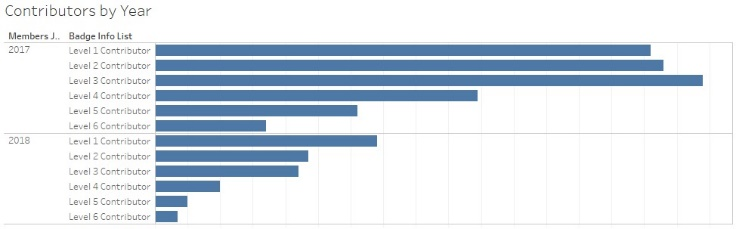 Contributors by Year
Members J.. Badge Info List
2017 Level 1 Contributor
Level 2 Contributor
Level 3 Contributor
Level 4 Contributor
Level 5 Contributor
Level 6 Contributor
2018 Level 1 Contributor
Level 2 Contributor
Level 3 Contributor
Level 4 Contributor
Level 5 Contributor
Level 6 Contributor